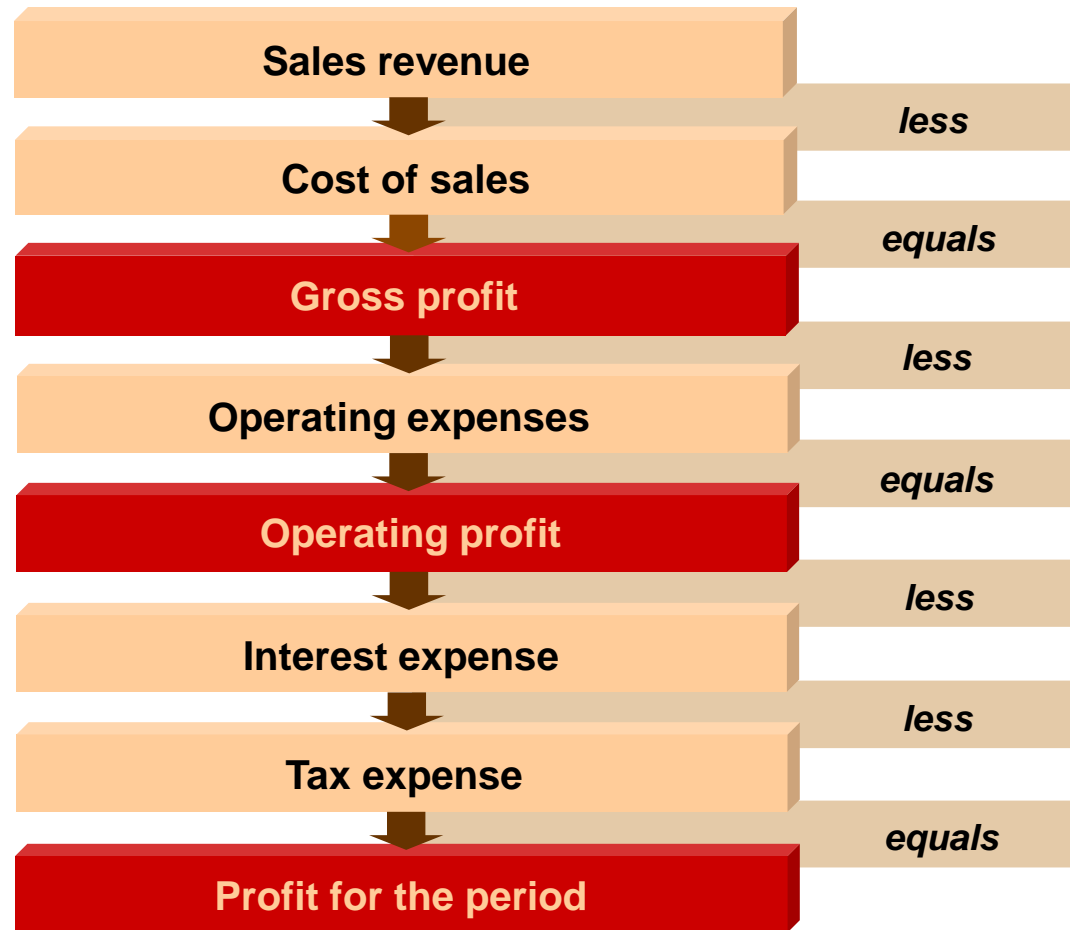 Sales revenue
less
Cost of sales
equals
Gross profit
less
Operating expenses
equals
Operating profit
less
Interest expense
less
Tax expense
equals
Profit for the period